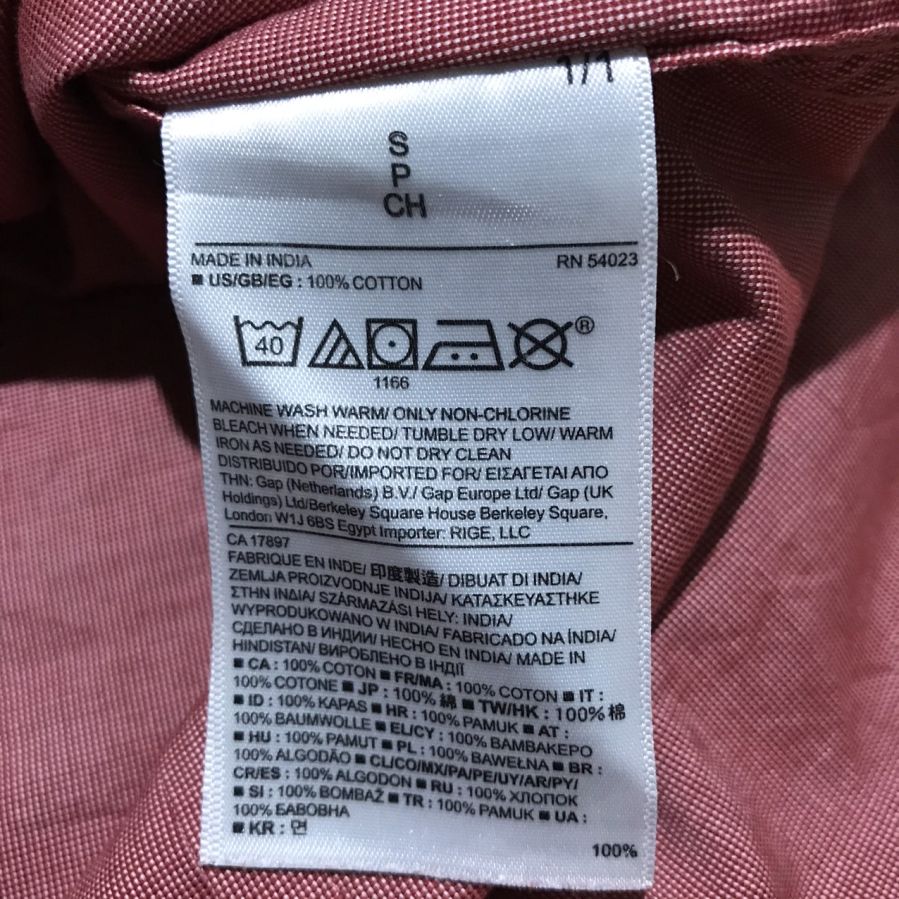 1/1
S
P
CH
MADE IN INDIA RN 54023
■ US/GB/EG : 100% COTTON
40 ®
1166
MACHINE WASH WARM/ ONLY NON-CHLORINE
BLEACH WHEN NEEDED/ TUMBLE DRY LOW/ WARM
IRON AS NEEDED/ DO NOT DRY CLEAN
DISTRIBUIDO POR/IMPORTED FOR/ ΕΙΣΑΓΕΤΑΙ ΑΠΟ
ΤΗΝ: Gap (Netherlands) B.V./ Gap Europe Ltd/ Gap (UK
Holdings) Ltd/Berkeley Square House Berkeley Square,
London W1J 6BS Egypt Importer: RIGE, LLC
CA 17897
FABRIQUE EN INDE/ 印度製造/ DIBUAT DI INDIA/
ZEMLJA PROIZVODNJE INDIJA/ ΚΑΤΑΣΚΕΥΑΣΤΗΚΕ
ΣΤΗΝ ΙΝΔΙΑ/ SZÁRMAZÁSI HELY: INDIA/
WYPRODUKOWANO W INDIA/ FABRICADO NA ÍNDIA/
СДЕЛАНО В ИНДИИ/ HECHO EN INDIA/ MADE IN
HINDISTAN/ ВИРОБЛЕНО В ІНДІЇ
■ CA : 100% COTON ■ FR/MA : 100% COTON ■ IT :
100% COTONE ■ JP : 100% 綿 ■ TW/HK : 100% 棉
■ ID : 100% KAPAS ■ HR : 100% PAMUK ■ AT :
100% BAUMWOLLE ■ EL/CY : 100% ΒΑΜΒΑΚΕΡΟ
■ HU : 100% PAMUT ■ PL : 100% BAWEŁNA ■ BR :
100% ALGODÃO ■ CL/CO/MX/PA/PE/UY/AR/PY/
CR/ES : 100% ALGODON ■ RU : 100% ХЛОПОК
■ SI : 100% BOMBAŽ ■ TR : 100% PAMUK ■ UA :
100% БАВОВНА
■ KR : 면
100%